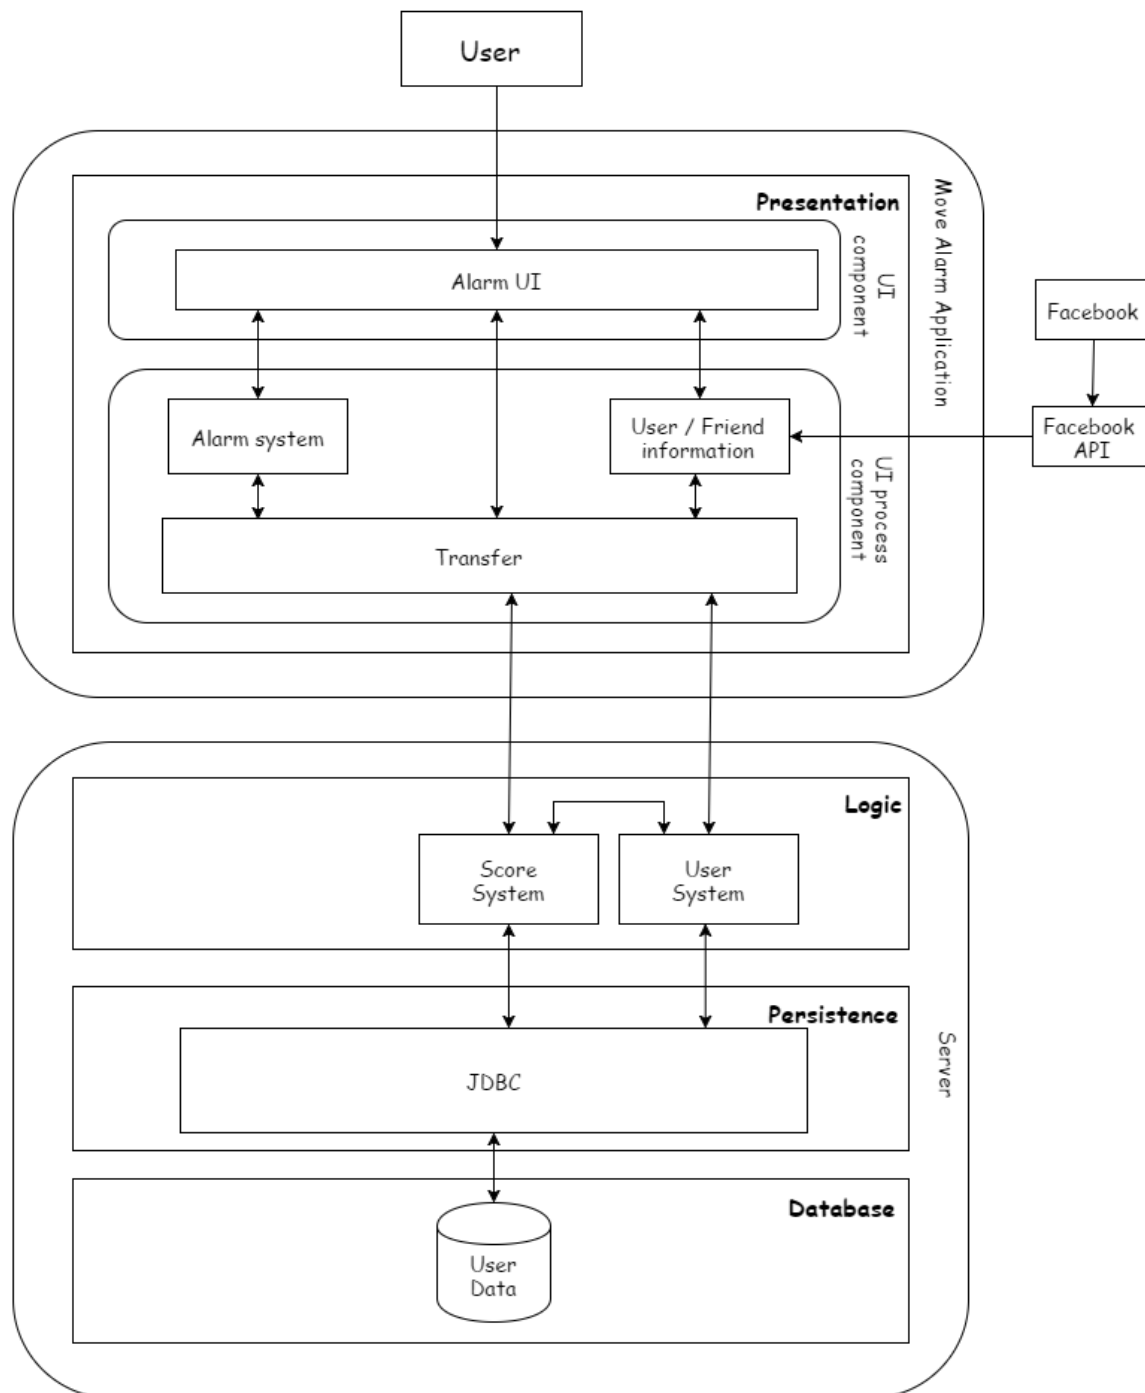 User
Presentation
Move Alarm Application
UI
component
Alarm UI
Facebook
Alarm system
User / Friend
information
Facebook
API
UI process
component
Transfer
Logic
Score
System
User
System
Persistence
Server
JDBC
Database
User
Data